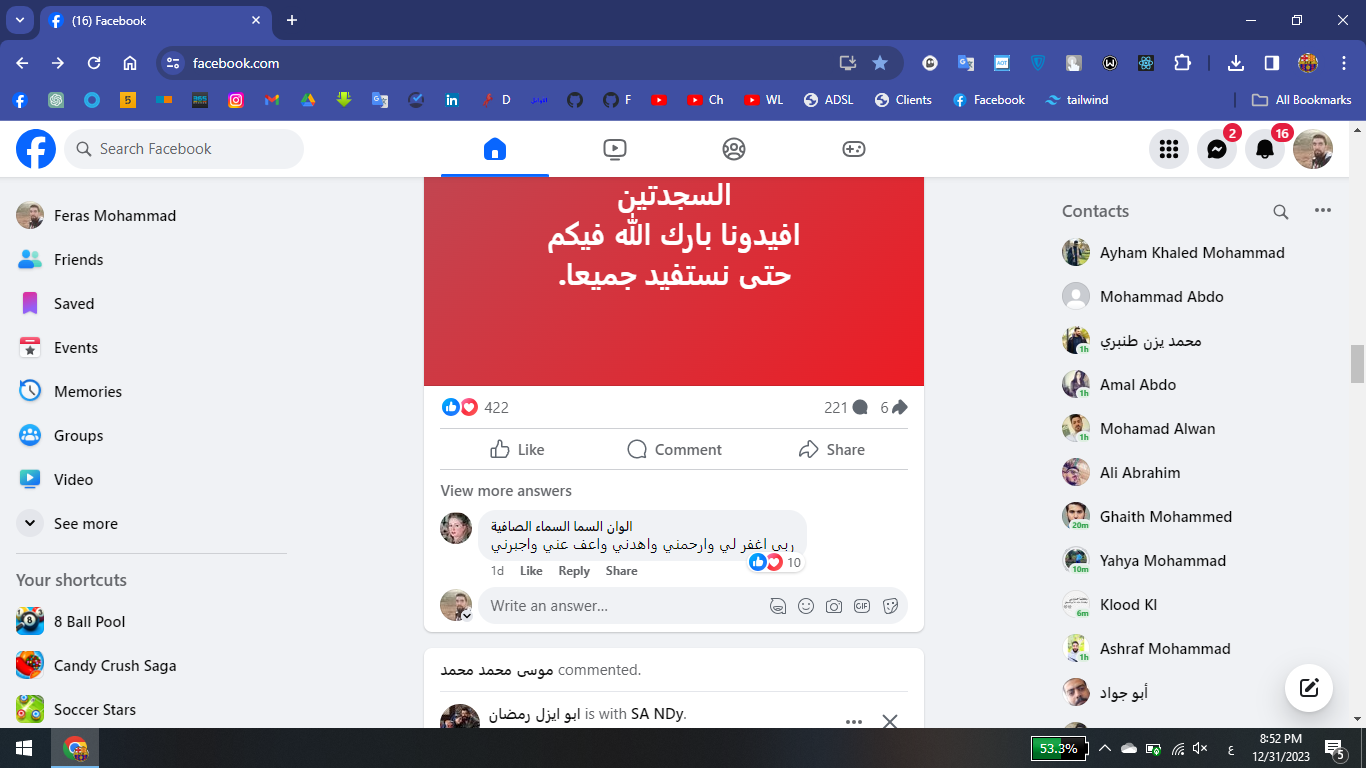 (16) Facebook
facebook.com
D
F
Ch
WL
ADSL
Clients
Facebook
tailwind
All Bookmarks
Search Facebook
2
16
Feras Mohammad
Friends
Saved
Events
Memories
Groups
Video
See more
Your shortcuts
8 Ball Pool
Candy Crush Saga
Soccer Stars
السجدتين
افيدونا بارك الله فيكم
حتى نستفيد جميعا.
422
221
6
Like
Comment
Share
View more answers
الوان السما السماء الصافية
ربي اغفر لي وارحمني واهدني واعف عني واجبرني
10
1d Like Reply Share
Write an answer...
GIF
موسى محمد محمد commented.
ابو ايزل رمضان is with SA NDy.
Contacts
Ayham Khaled Mohammad
Mohammad Abdo
محمد يزن طنبري
1h
Amal Abdo
1h
Mohamad Alwan
1h
Ali Abrahim
Ghaith Mohammed
20m
Yahya Mohammad
10m
Klood Kl
6m
Ashraf Mohammad
1h
أبو جواد
53.3%
ع
8:52 PM
12/31/2023
5